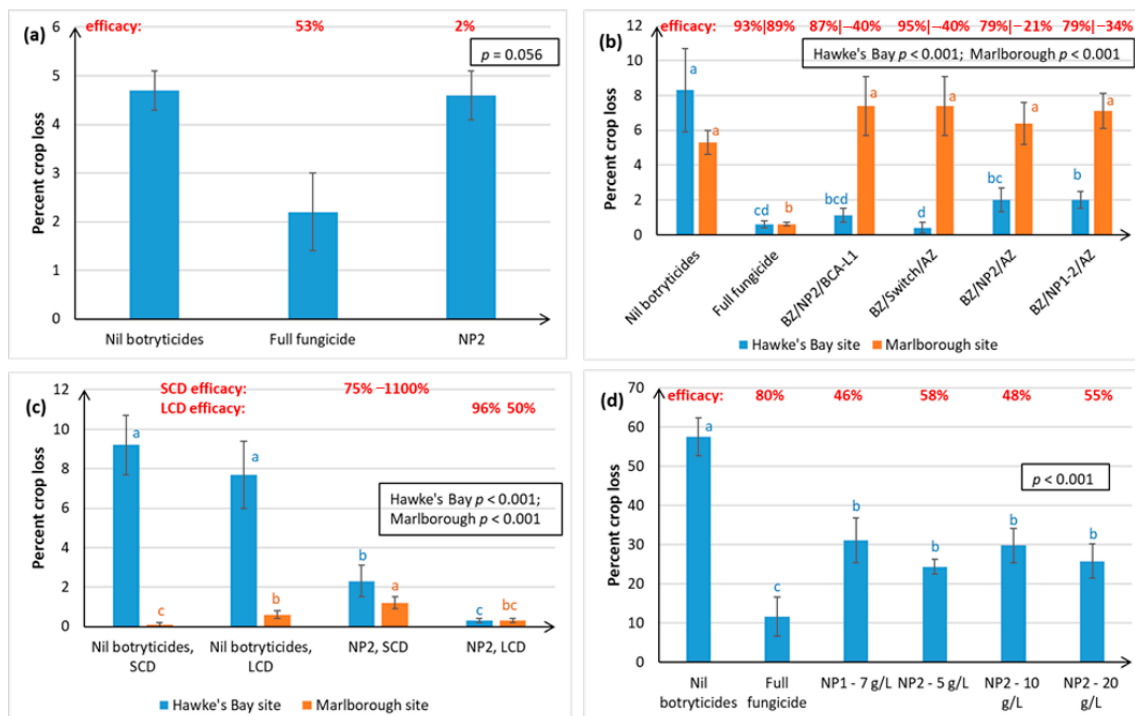 (a)
efficacy: 53% 2%
p = 0.056
Percent crop loss
6
5
4
3
2
1
0
Nil botryticides Full fungicide NP2
(b)
efficacy: 93%|89% 87%|−40% 95%|−40% 79%|−21% 79%|−34%
Hawke's Bay p < 0.001; Marlborough p < 0.001
Percent crop loss
12
10
8
6
4
2
0
a a cd b bcd a d a bc a b a
Nil botryticides
Full fungicide
BZ/NP2/BCA-L1
BZ/Switch/AZ
BZ/NP2/AZ
BZ/NP1-2/AZ
Hawke's Bay site Marlborough site
(c)
SCD efficacy: 75% −1100%
LCD efficacy: 96% 50%
Hawke's Bay p < 0.001;
Marlborough p < 0.001
Percent crop loss
12
10
8
6
4
2
0
a c a b b a c bc
Nil botryticides, Nil botryticides, NP2, SCD NP2, LCD
SCD LCD
Hawke's Bay site Marlborough site
(d)
efficacy: 80% 46% 58% 48% 55%
p < 0.001
Percent crop loss
70
60
50
40
30
20
10
0
a c b b b b
Nil Full NP1 - 7 g/L NP2 - 5 g/L NP2 - 10 NP2 - 20
botryticides fungicide g/L g/L